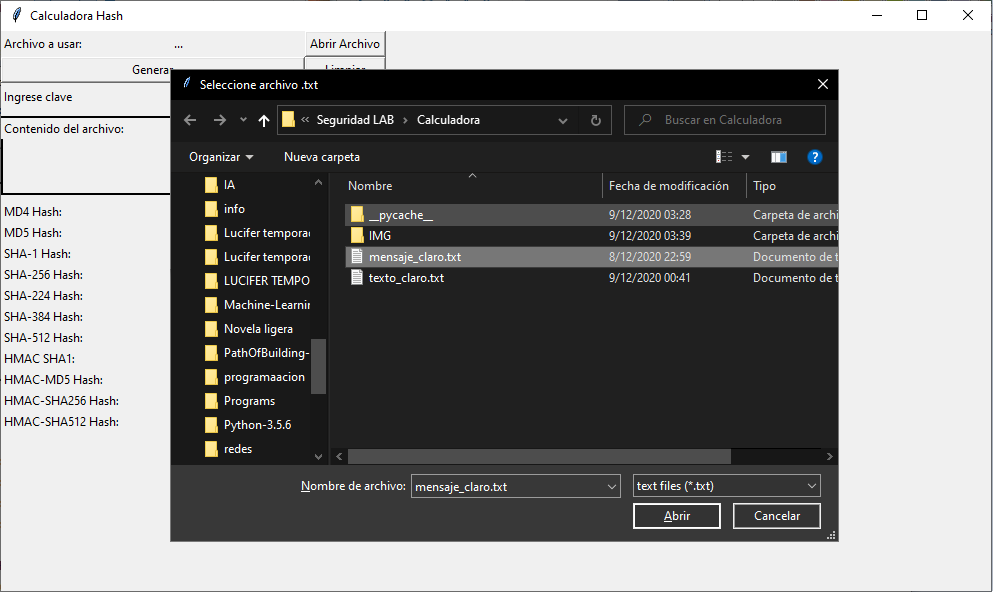 Calculadora Hash
Archivo a usar: ... Abrir Archivo
Generar
Ingrese clave
Contenido del archivo:
MD4 Hash:
MD5 Hash:
SHA-1 Hash:
SHA-256 Hash:
SHA-224 Hash:
SHA-384 Hash:
SHA-512 Hash:
HMAC SHA1:
HMAC-MD5 Hash:
HMAC-SHA256 Hash:
HMAC-SHA512 Hash:
Seleccione archivo .txt
« Seguridad LAB › Calculadora
Buscar en Calculadora
Organizar Nueva carpeta
IA
info
Lucifer tempora
Lucifer tempora
LUCIFER TEMPO
Machine-Learnin
Novela ligera
PathOfBuilding-
programaacion
Programs
Python-3.5.6
redes
Nombre Fecha de modificación Tipo
__pycache__ 9/12/2020 03:28 Carpeta de archi
IMG 9/12/2020 03:39 Carpeta de archi
mensaje_claro.txt 8/12/2020 22:59 Documento de t
texto_claro.txt 9/12/2020 00:41 Documento de t
Nombre de archivo: mensaje_claro.txt text files (*.txt)
Abrir Cancelar